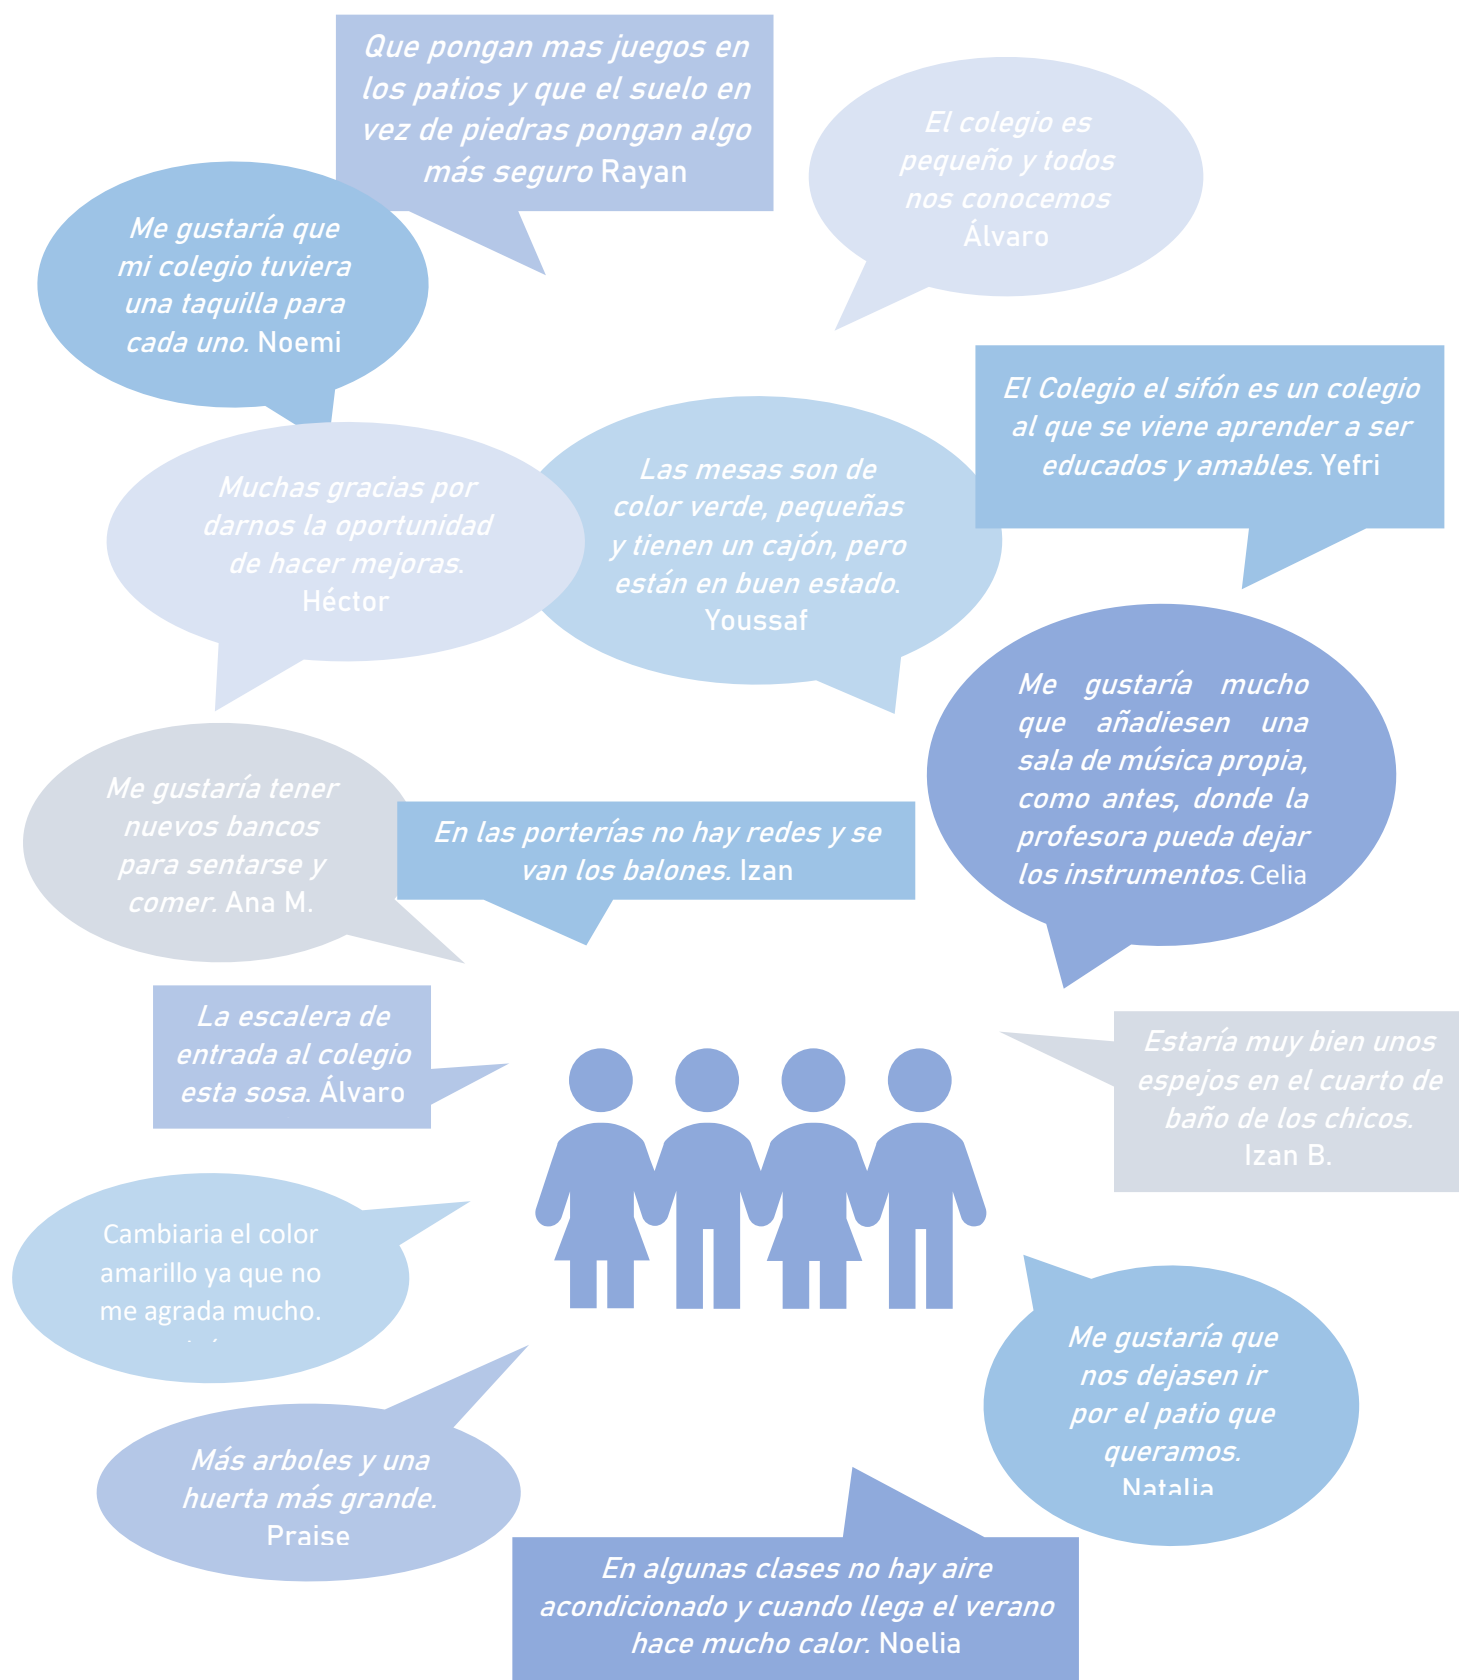 Que pongan mas juegos en
los patios y que el suelo en
vez de piedras pongan algo
más seguro Rayan
El colegio es
pequeño y todos
nos conocemos
Álvaro
Me gustaría que
mi colegio tuviera
una taquilla para
cada uno. Noemi
El Colegio el sifón es un colegio
al que se viene aprender a ser
educados y amables. Yefri
Muchas gracias por
darnos la oportunidad
de hacer mejoras.
Héctor
Las mesas son de
color verde, pequeñas
y tienen un cajón, pero
están en buen estado.
Youssaf
Me gustaría mucho
que añadiesen una
sala de música propia,
como antes, donde la
profesora pueda dejar
los instrumentos. Celia
Me gustaría tener
nuevos bancos
para sentarse y
comer. Ana M.
En las porterías no hay redes y se
van los balones. Izan
La escalera de
entrada al colegio
esta sosa. Álvaro
Estaría muy bien unos
espejos en el cuarto de
baño de los chicos.
Izan B.
Cambiaria el color
amarillo ya que no
me agrada mucho.
Me gustaría que
nos dejasen ir
por el patio que
queramos.
Natalia
Más arboles y una
huerta más grande.
Praise
En algunas clases no hay aire
acondicionado y cuando llega el verano
hace mucho calor. Noelia